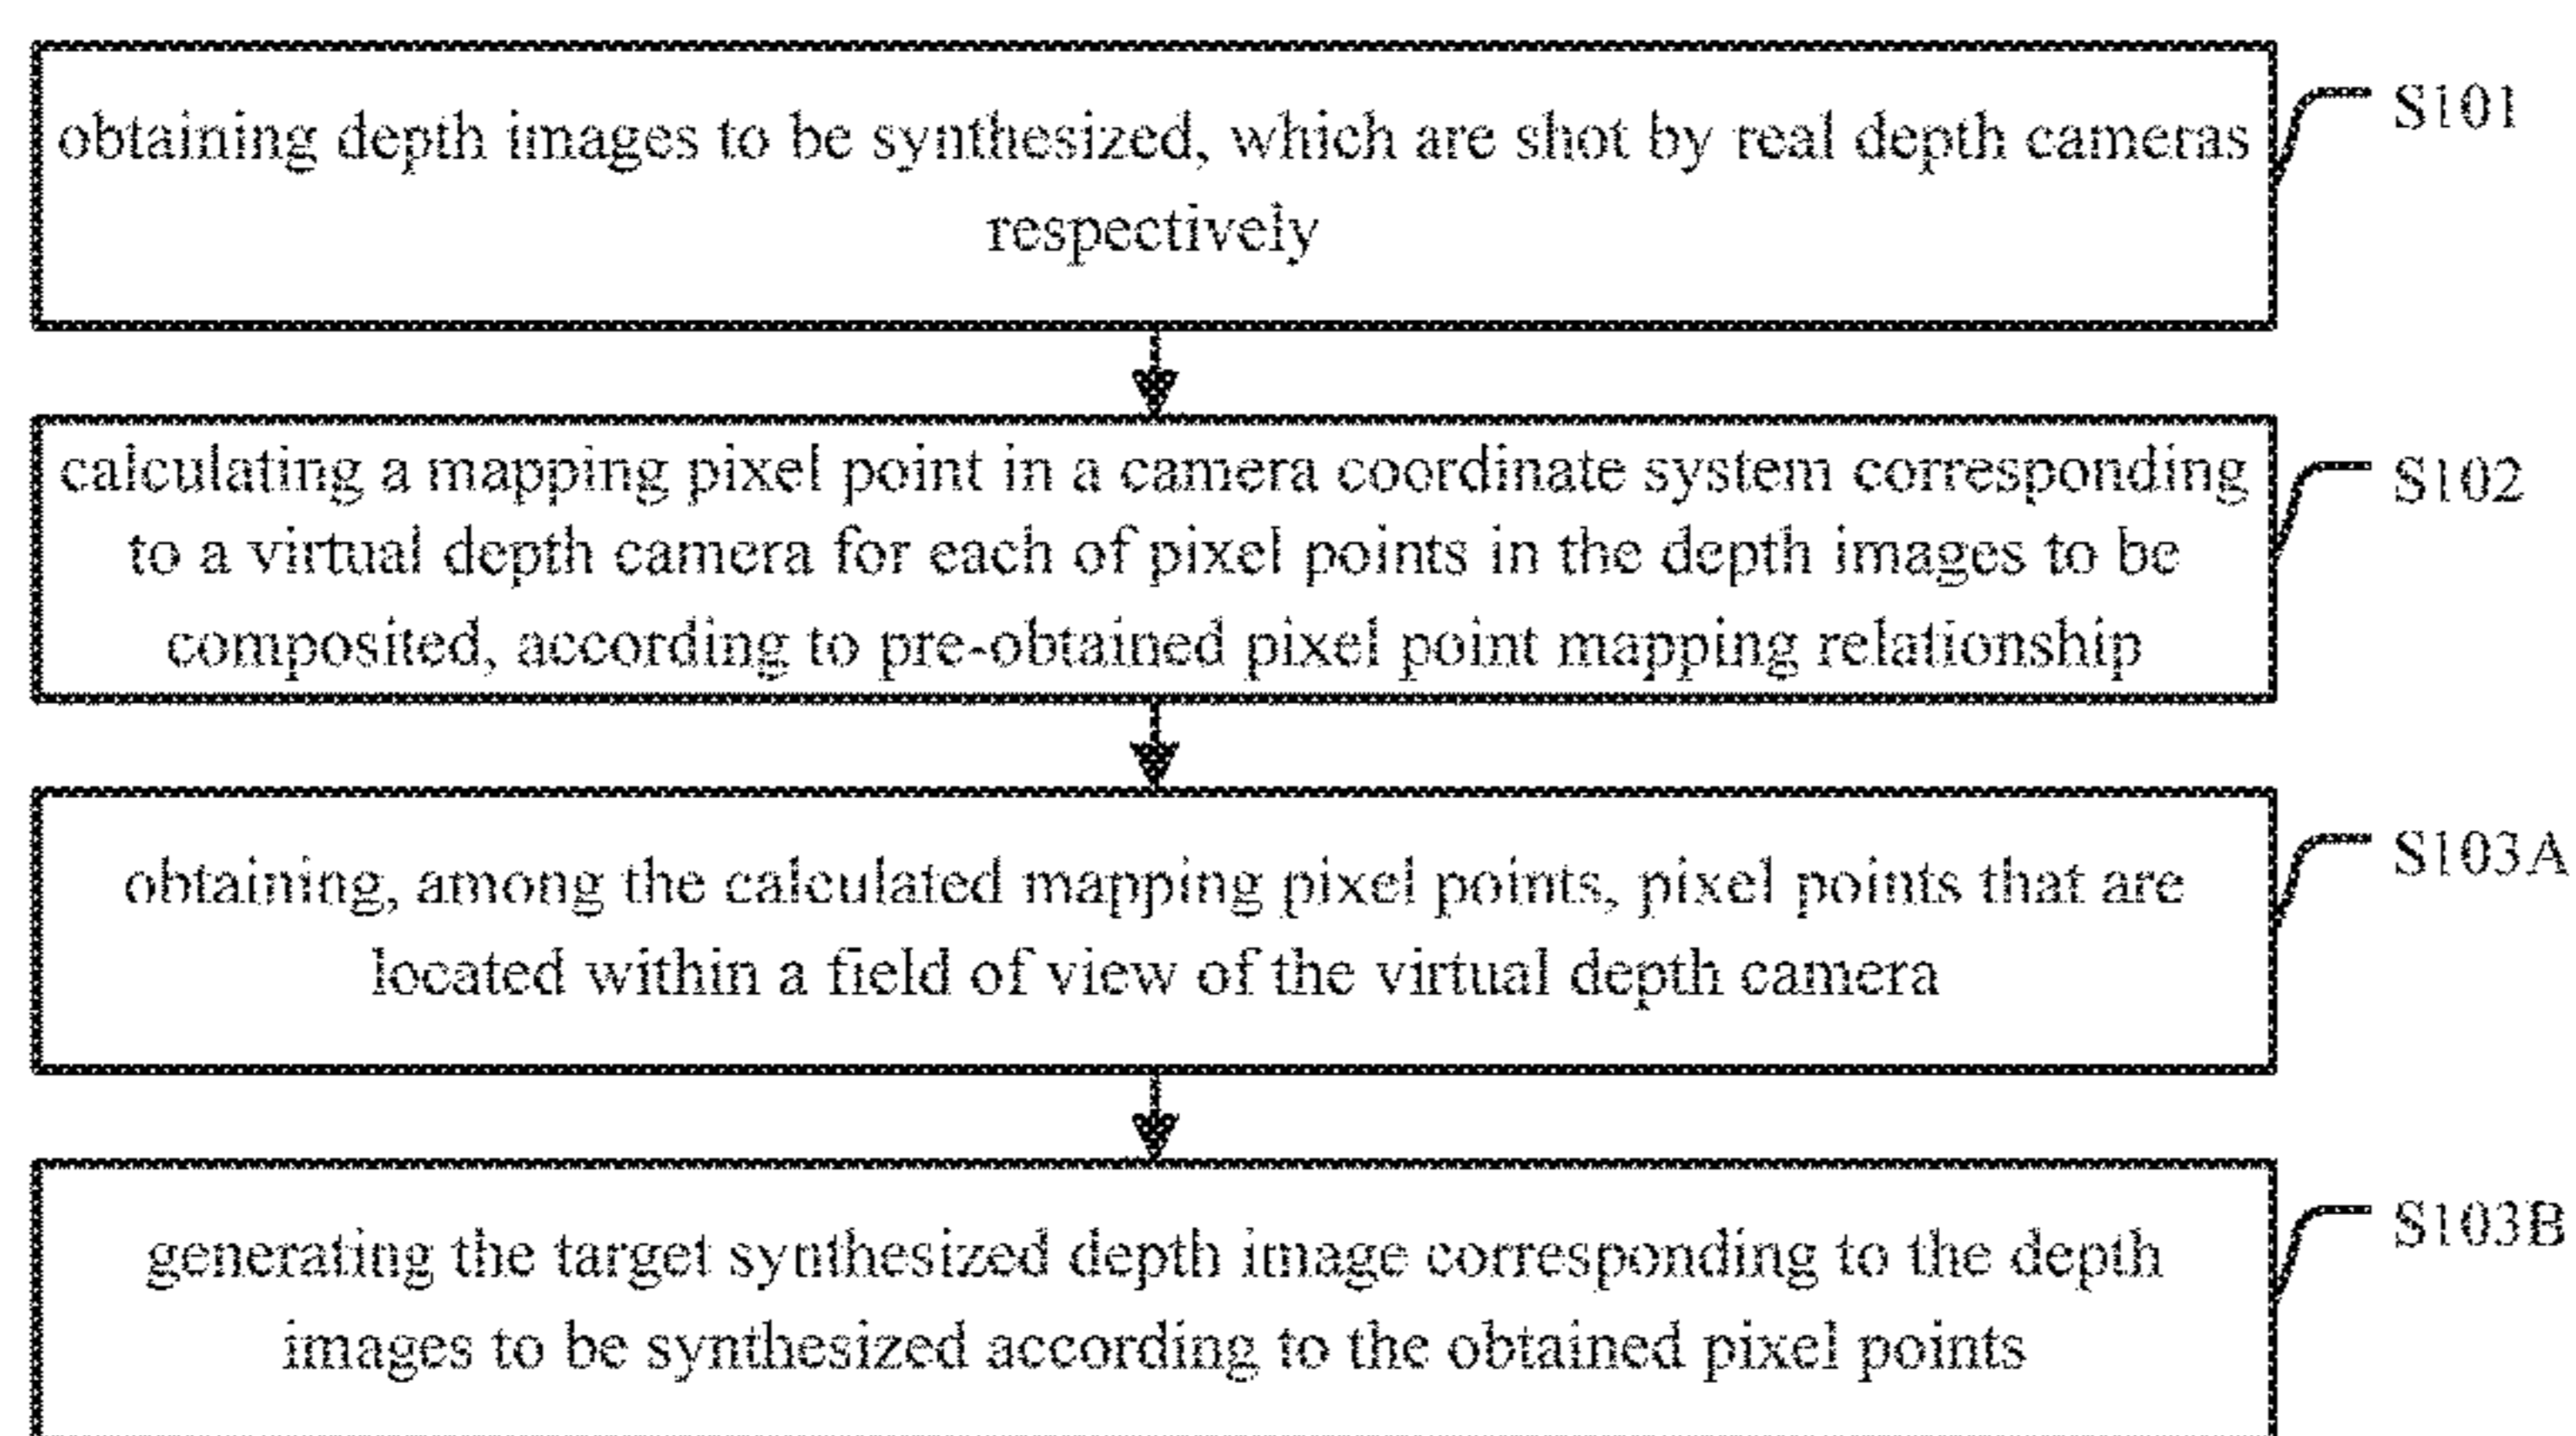 obtaining depth images to be synthesized, which are shot by real depth cameras
respectively
S101
calculating a mapping pixel point in a camera coordinate system corresponding
to a virtual depth camera for each of pixel points in the depth images to be
composited, according to pre-obtained pixel point mapping relationship
S102
obtaining, among the calculated mapping pixel points, pixel points that are
located within a field of view of the virtual depth camera
S103A
generating the target synthesized depth image corresponding to the depth
images to be synthesized according to the obtained pixel points
S103B